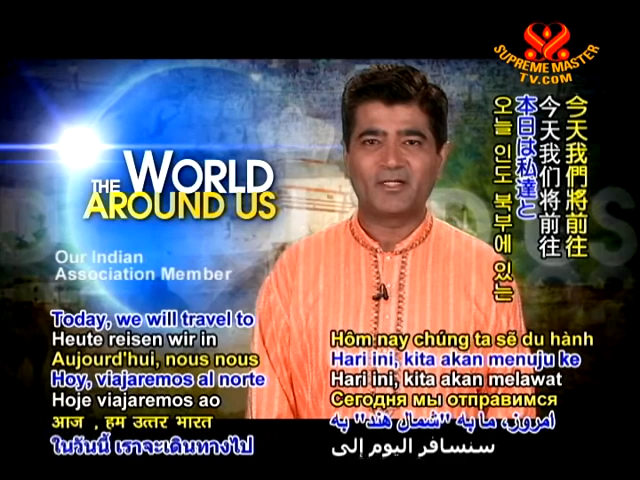 SUPREME MASTER
TV.COM
THE WORLD
AROUND US
Our Indian
Association Member
今天我們將前往
今天我们将前往
本日は私達と
오늘 인도 북부에 있는
Today, we will travel to
Heute reisen wir in
Aujourd'hui, nous nous
Hoy, viajaremos al norte
Hoje viajaremos ao
आज , हम उत्तर भारत
ในวันนี้ เราจะเดินทางไป
Hôm nay chúng ta sẽ du hành
Hari ini, kita akan menuju ke
Hari ini, kita akan melawat
Сегодня мы отправимся
امروز، ما به "شمال هند" به
سنسافر اليوم إلى